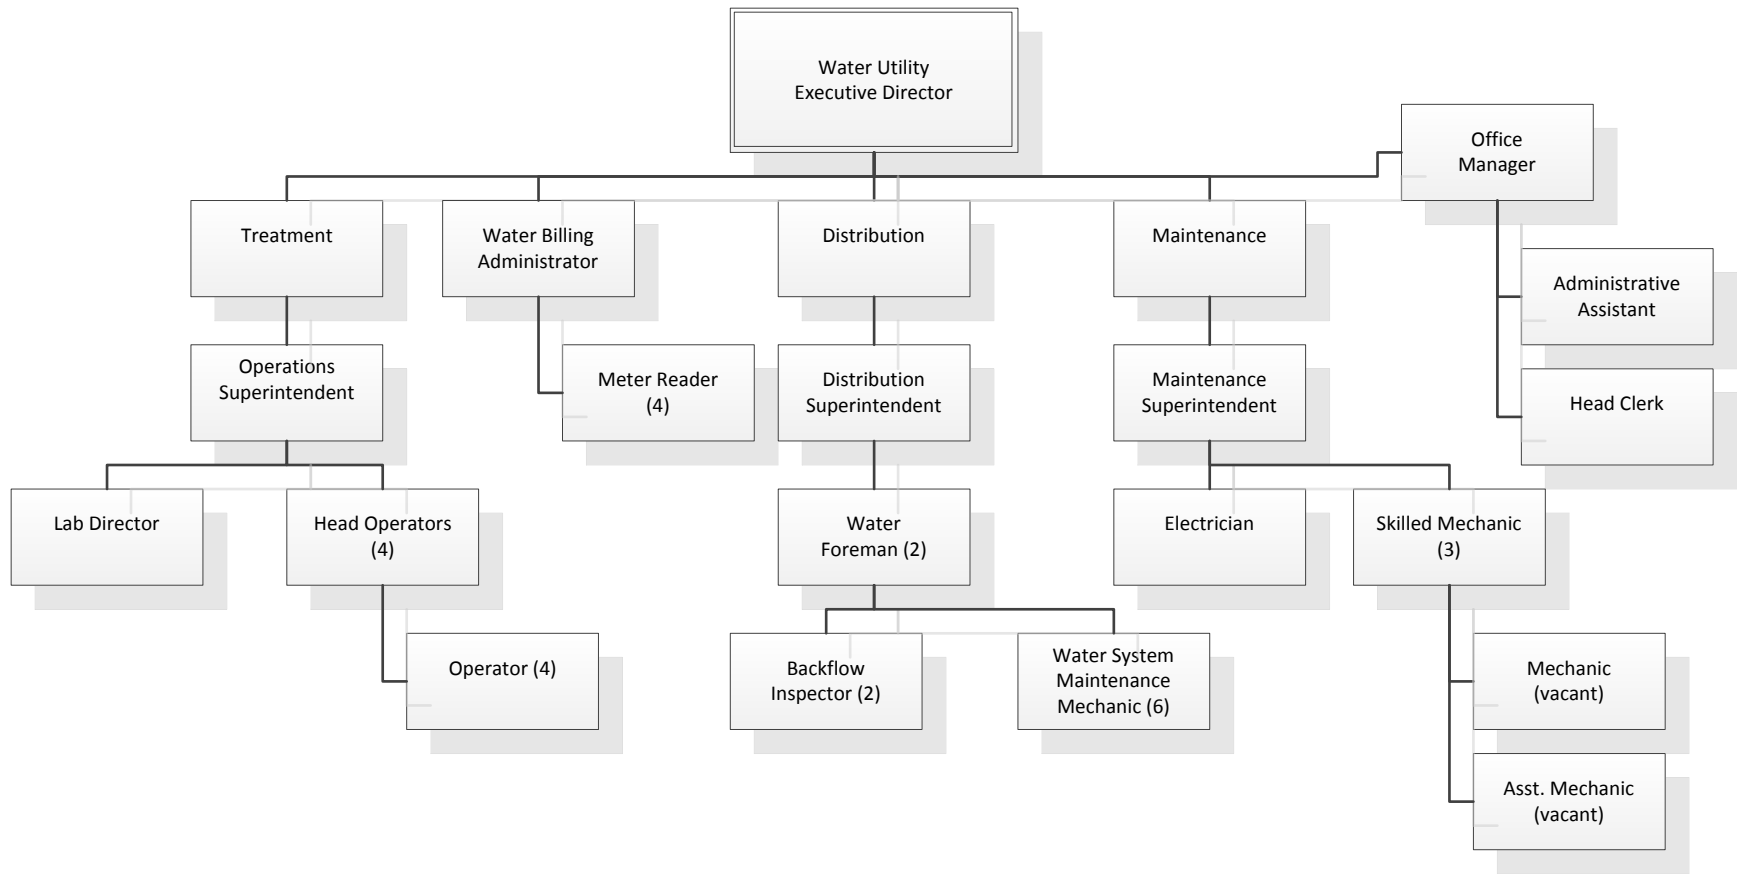 Water Utility
Executive Director
Office
Manager
Treatment
Water Billing
Administrator
Distribution
Maintenance
Administrative
Assistant
Operations
Superintendent
Meter Reader
(4)
Distribution
Superintendent
Maintenance
Superintendent
Head Clerk
Lab Director
Head Operators
(4)
Water
Foreman (2)
Electrician
Skilled Mechanic
(3)
Operator (4)
Backflow
Inspector (2)
Water System
Maintenance
Mechanic (6)
Mechanic
(vacant)
Asst. Mechanic
(vacant)